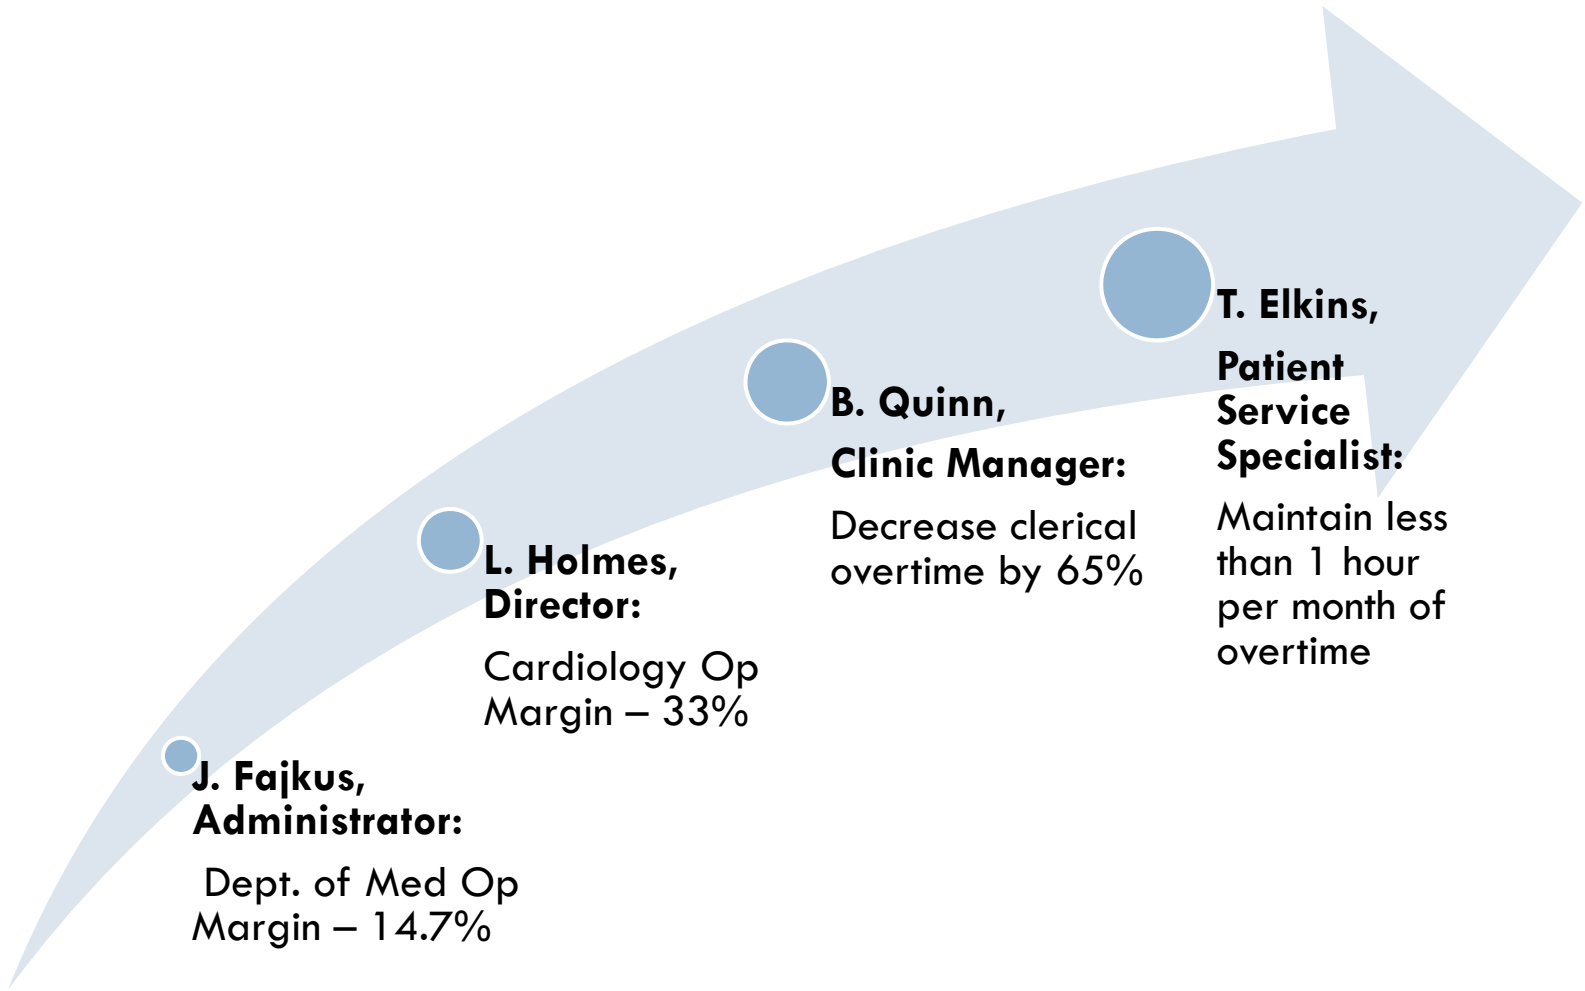 T. Elkins,
Patient
Service
Specialist:
Maintain less
than 1 hour
per month of
overtime
B. Quinn,
Clinic Manager:
Decrease clerical
overtime by 65%
L. Holmes,
Director:
Cardiology Op
Margin – 33%
J. Fajkus,
Administrator:
Dept. of Med Op
Margin – 14.7%